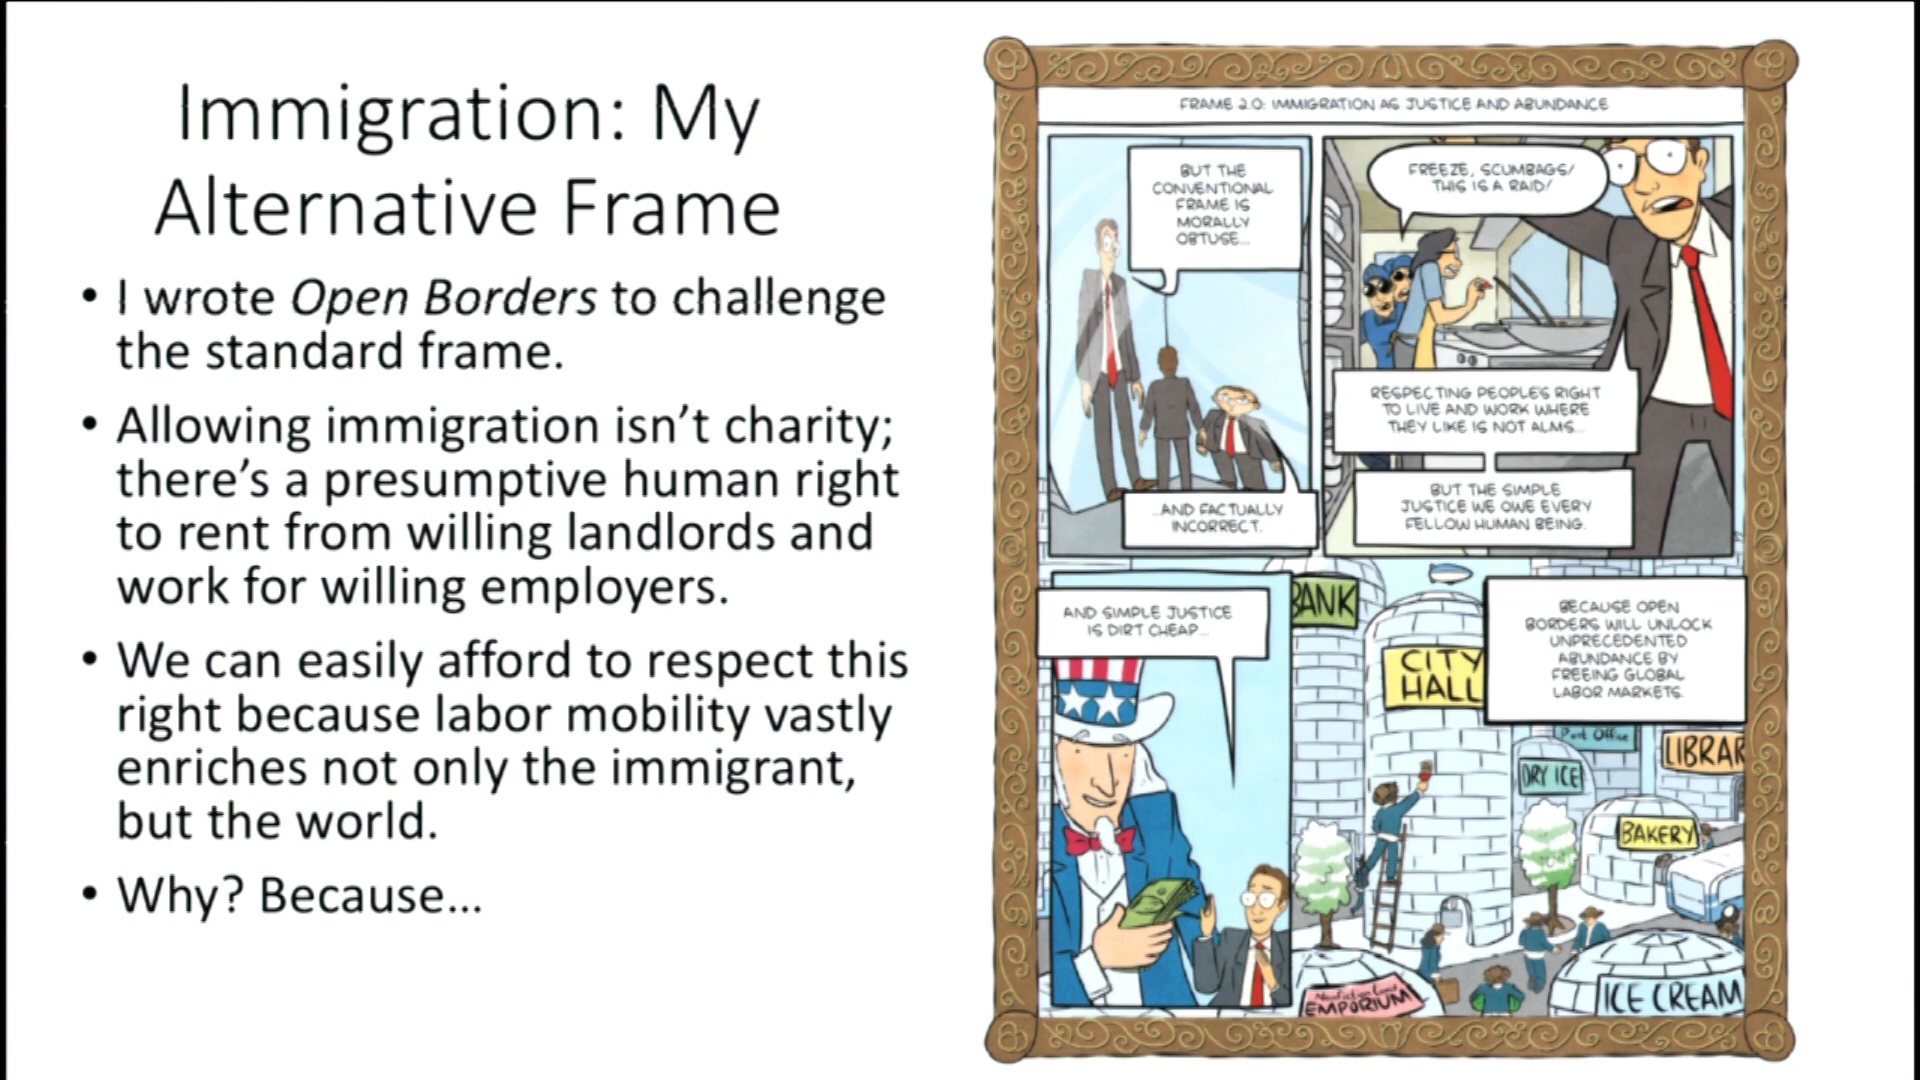 Immigration: My
Alternative Frame
• I wrote Open Borders to challenge
the standard frame.
• Allowing immigration isn't charity;
there's a presumptive human right
to rent from willing landlords and
work for willing employers.
• We can easily afford to respect this
right because labor mobility vastly
enriches not only the immigrant,
but the world.
• Why? Because...
FRAME 2.0: IMMIGRATION AS JUSTICE AND ABUNDANCE
BUT THE
CONVENTIONAL
FRAME IS
MORALLY
OBTUSE...
...AND FACTUALLY
INCORRECT.
FREEZE, SCUMBAGS!
THIS IS A RAID!
RESPECTING PEOPLE'S RIGHT
TO LIVE AND WORK WHERE
THEY LIKE IS NOT ALMS...
BUT THE SIMPLE
JUSTICE WE OWE EVERY
FELLOW HUMAN BEING.
AND SIMPLE JUSTICE
IS DIRT CHEAP...
BECAUSE OPEN
BORDERS WILL UNLOCK
UNPRECEDENTED
ABUNDANCE BY
FREEING GLOBAL
LABOR MARKETS.
BANK
CITY
HALL
Post Office
LIBRAR
DRY ICE
BAKERY
EMPORIUM
ICE CREAM